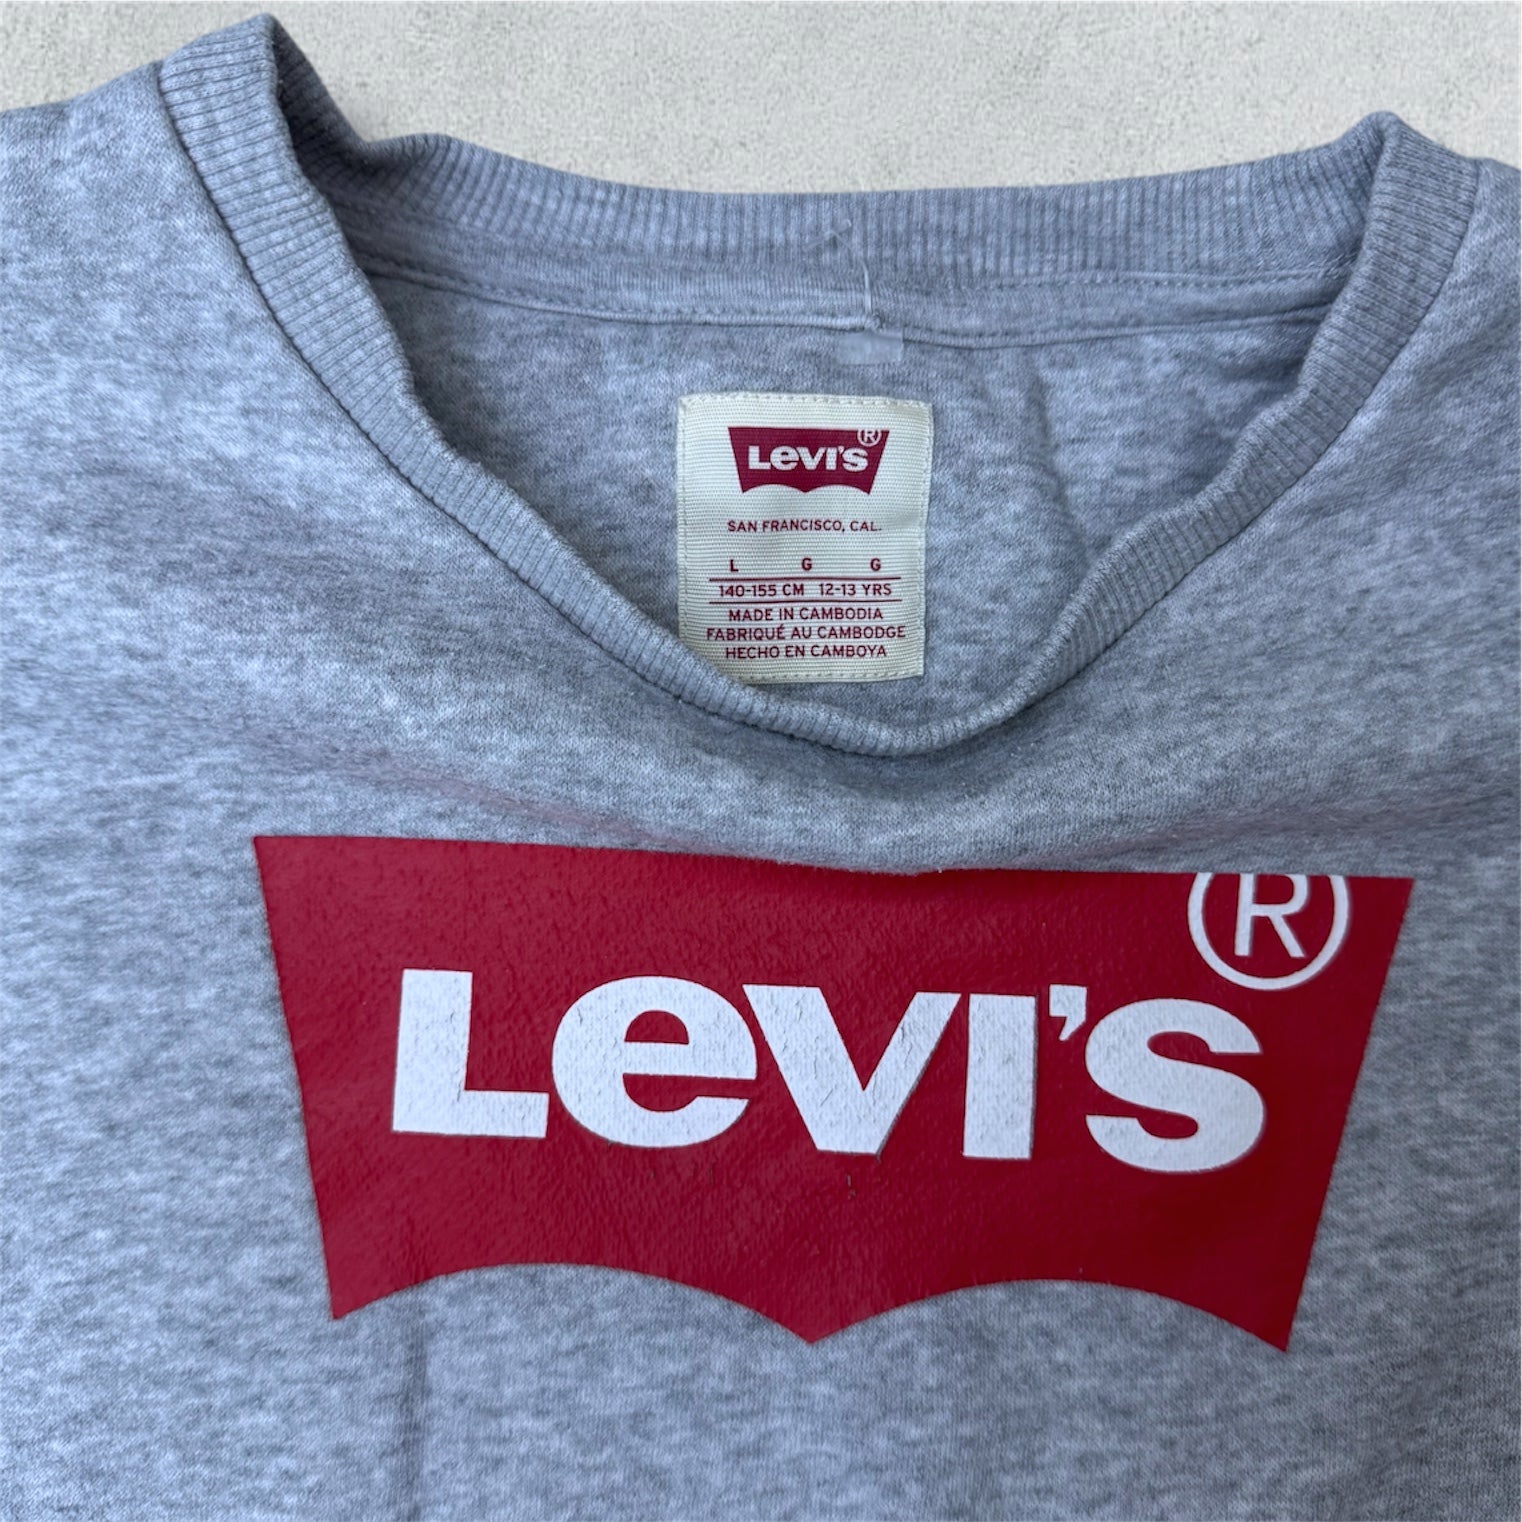 Levi's ®
SAN FRANCISCO, CAL.
L G G
140-155 CM 12-13 YRS
MADE IN CAMBODIA
FABRIQUÉ AU CAMBODGE
HECHO EN CAMBOYA
Levi's ®